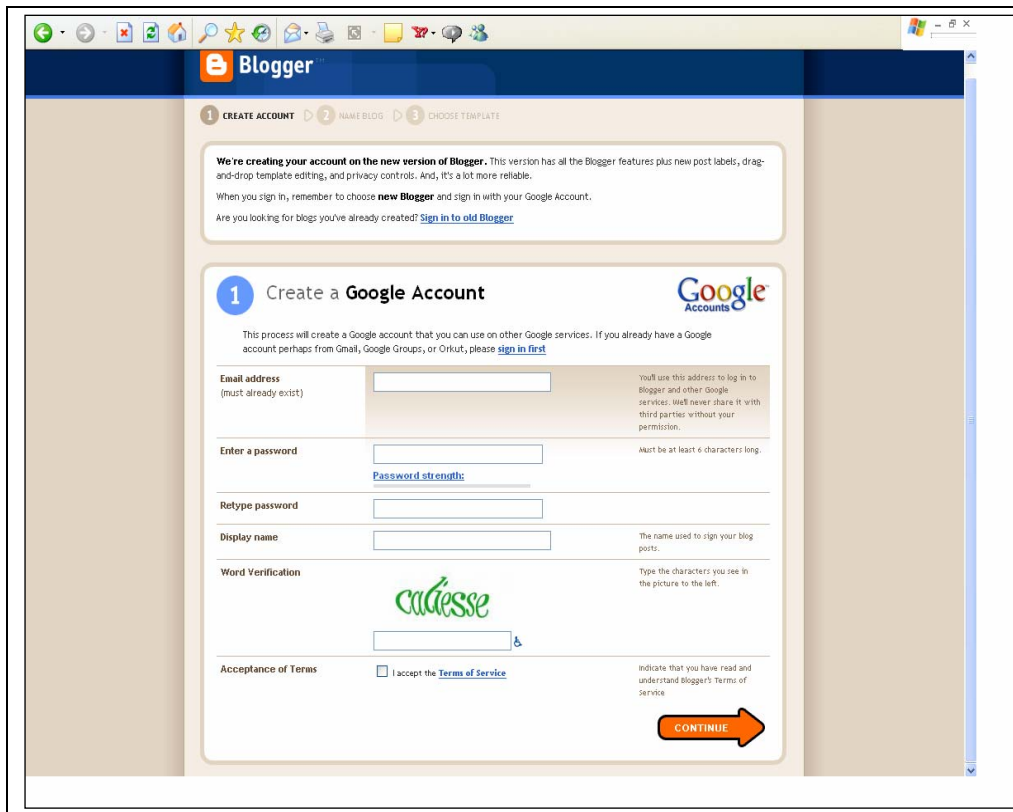 Blogger™
1 CREATE ACCOUNT 2 NAME BLOG 3 CHOOSE TEMPLATE
We're creating your account on the new version of Blogger. This version has all the Blogger features plus new post labels, drag-
and-drop template editing, and privacy controls. And, it's a lot more reliable.
When you sign in, remember to choose new Blogger and sign in with your Google Account.
Are you looking for blogs you've already created? Sign in to old Blogger
1 Create a Google Account
Google
Accounts
This process will create a Google account that you can use on other Google services. If you already have a Google
account perhaps from Gmail, Google Groups, or Orkut, please sign in first
Email address
(must already exist)
You'll use this address to log in to
Blogger and other Google
services. We'll never share it with
third parties without your
permission.
Enter a password
Must be at least 6 characters long.
Password strength:
Retype password
Display name
The name used to sign your blog
posts.
Word Verification
Type the characters you see in
the picture to the left.
Acceptance of Terms
I accept the Terms of Service
Indicate that you have read and
understand Blogger's Terms of
Service
CONTINUE